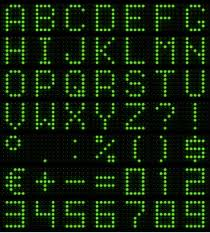 ABCDEFG
HIJKLMN
OPQRSTU
VWXYZ?!
°.:%()$
€+-=012
3456789